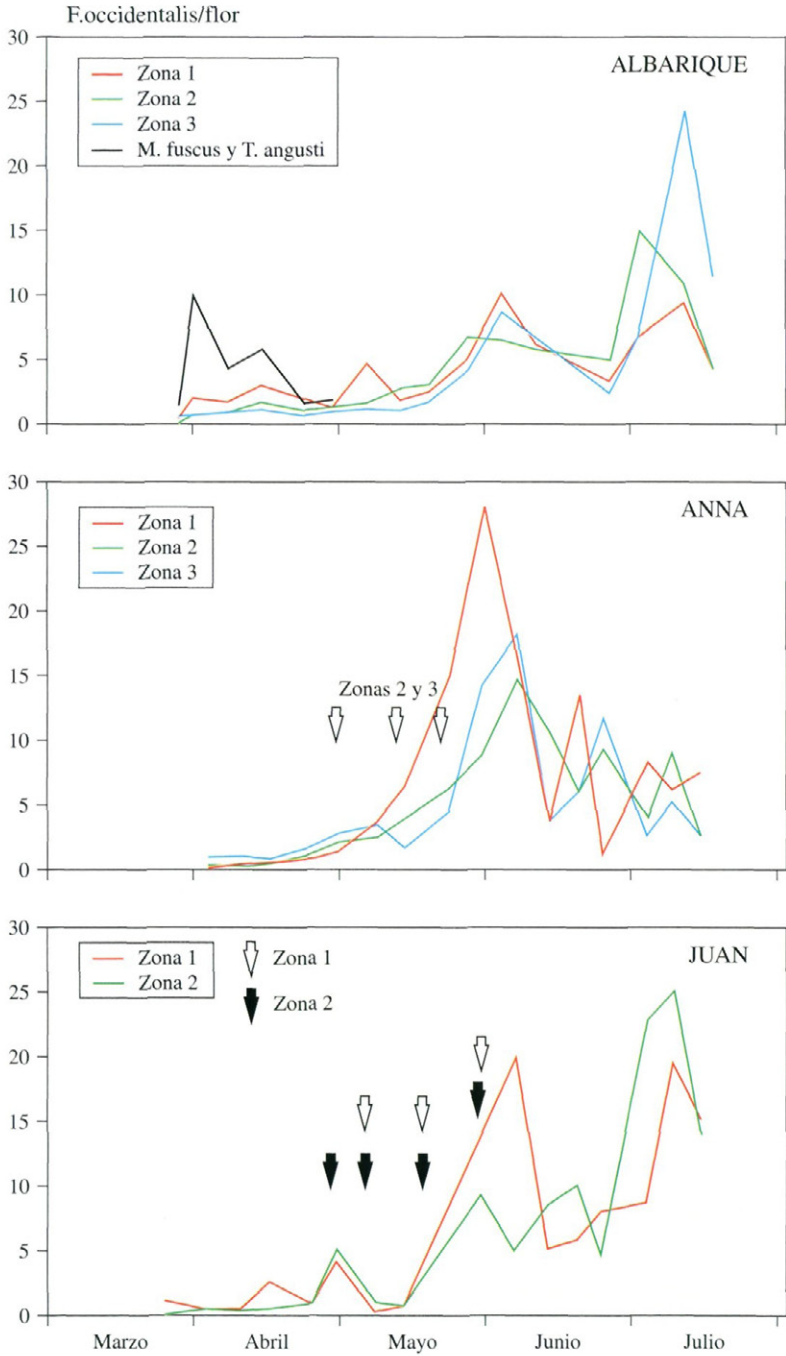 F.occidentalis/flor
30
25
20
15
10
5
0
ALBARIQUE
Zona 1
Zona 2
Zona 3
M. fuscus y T. angusti
30
25
20
15
10
5
0
ANNA
Zona 1
Zona 2
Zona 3
Zonas 2 y 3
30
25
20
15
10
5
0
JUAN
Zona 1
Zona 2
Zona 1
Zona 2
Marzo Abril Mayo Junio Julio